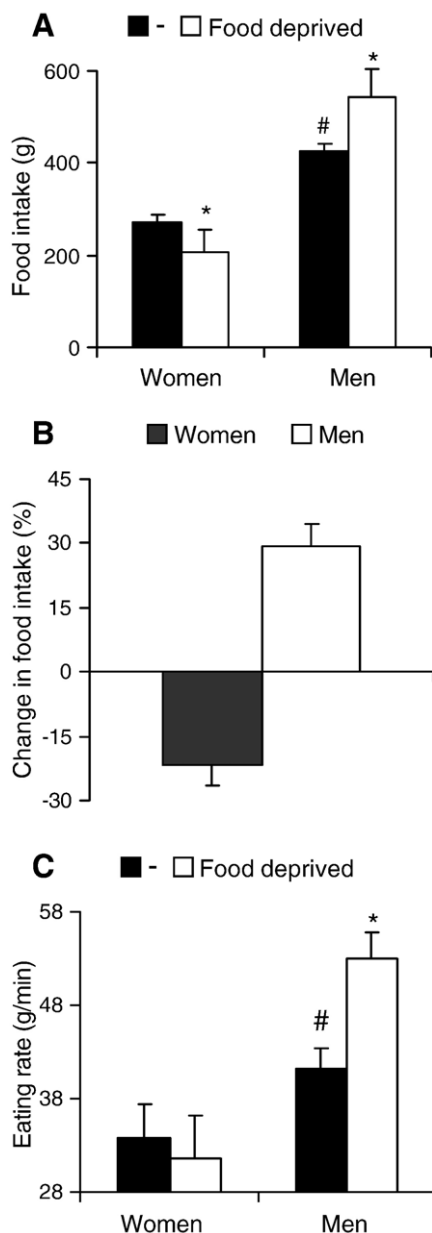 A
- Food deprived
600
400
200
0
Food intake (g)
*
#
*
Women Men
B
Women Men
45
30
15
0
-15
-30
Change in food intake (%)
C
- Food deprived
58
48
38
28
Eating rate (g/min)
#
*
Women Men